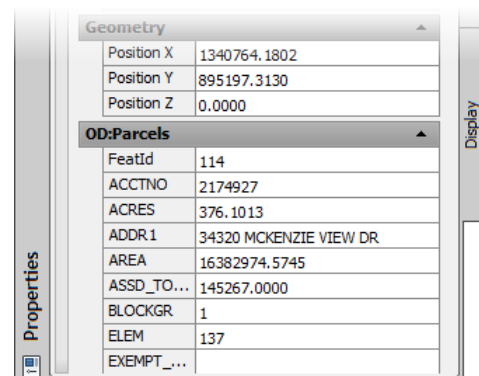 Geometry
Position X 1340764.1802
Position Y 895197.3130
Position Z 0.0000
OD:Parcels
FeatId 114
ACCTNO 2174927
ACRES 376.1013
ADDR1 34320 MCKENZIE VIEW DR
AREA 16382974.5745
ASSD_TO... 145267.0000
BLOCKGR 1
ELEM 137
EXEMPT_...
Properties
Display